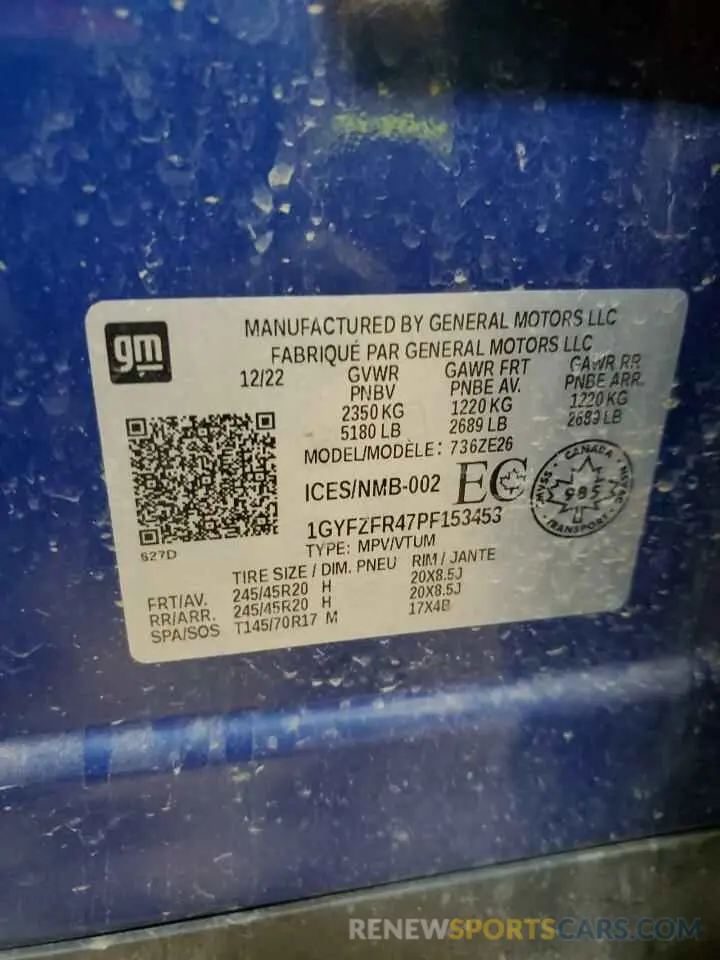 gm
MANUFACTURED BY GENERAL MOTORS LLC
FABRIQUÉ PAR GENERAL MOTORS LLC
12/22 GVWR GAWR FRT GAWR RR
PNBV PNBE AV. PNBE ARR.
2350 KG 1220 KG 1220 KG
5180 LB 2689 LB 2689 LB
MODEL/MODÈLE: 736ZE26
ICES/NMB-002 EC
CANADA
585
TRANSPORT
1GYFZFR47PF153453
TYPE: MPV/VTUM
627D
TIRE SIZE / DIM. PNEU RIM / JANTE
FRT/AV. 245/45R20 H 20X8.5J
RR/ARR. 245/45R20 H 20X8.5J
SPA/SOS T145/70R17 M 17X4B
RENEWSPORTSCARS.COM